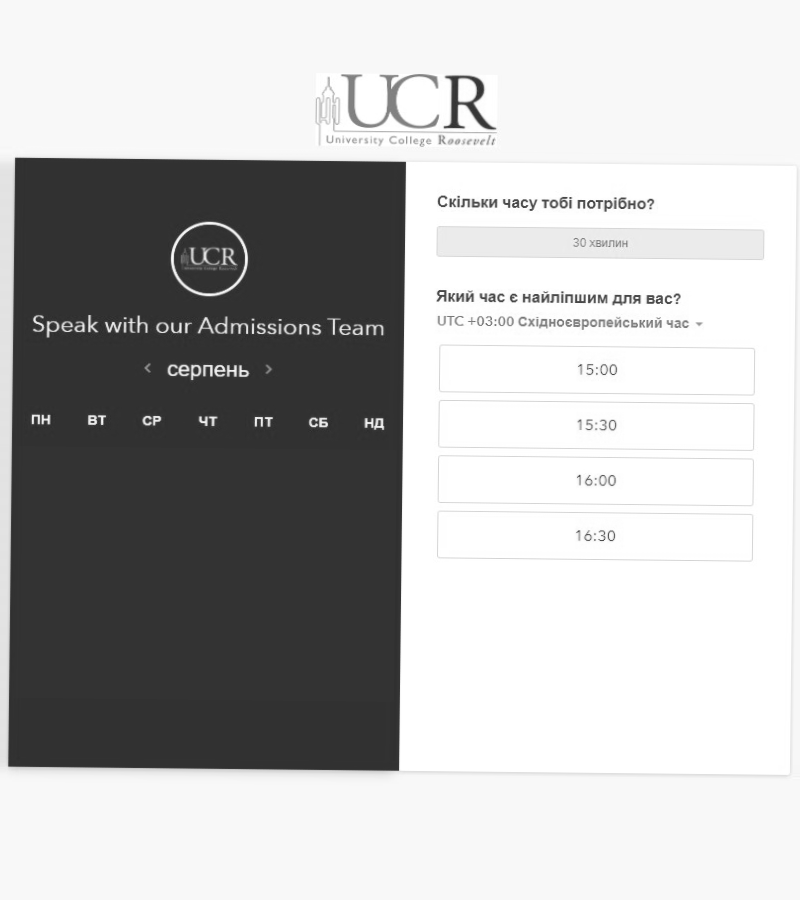 UCR
University College Roosevelt
UCR
Speak with our Admissions Team
серпень
ПН ВТ СР ЧТ ПТ СБ НД
Скільки часу тобі потрібно?
30 хвилин
Який час є найліпшим для вас?
UTC +03:00 Східноєвропейський час
15:00
15:30
16:00
16:30